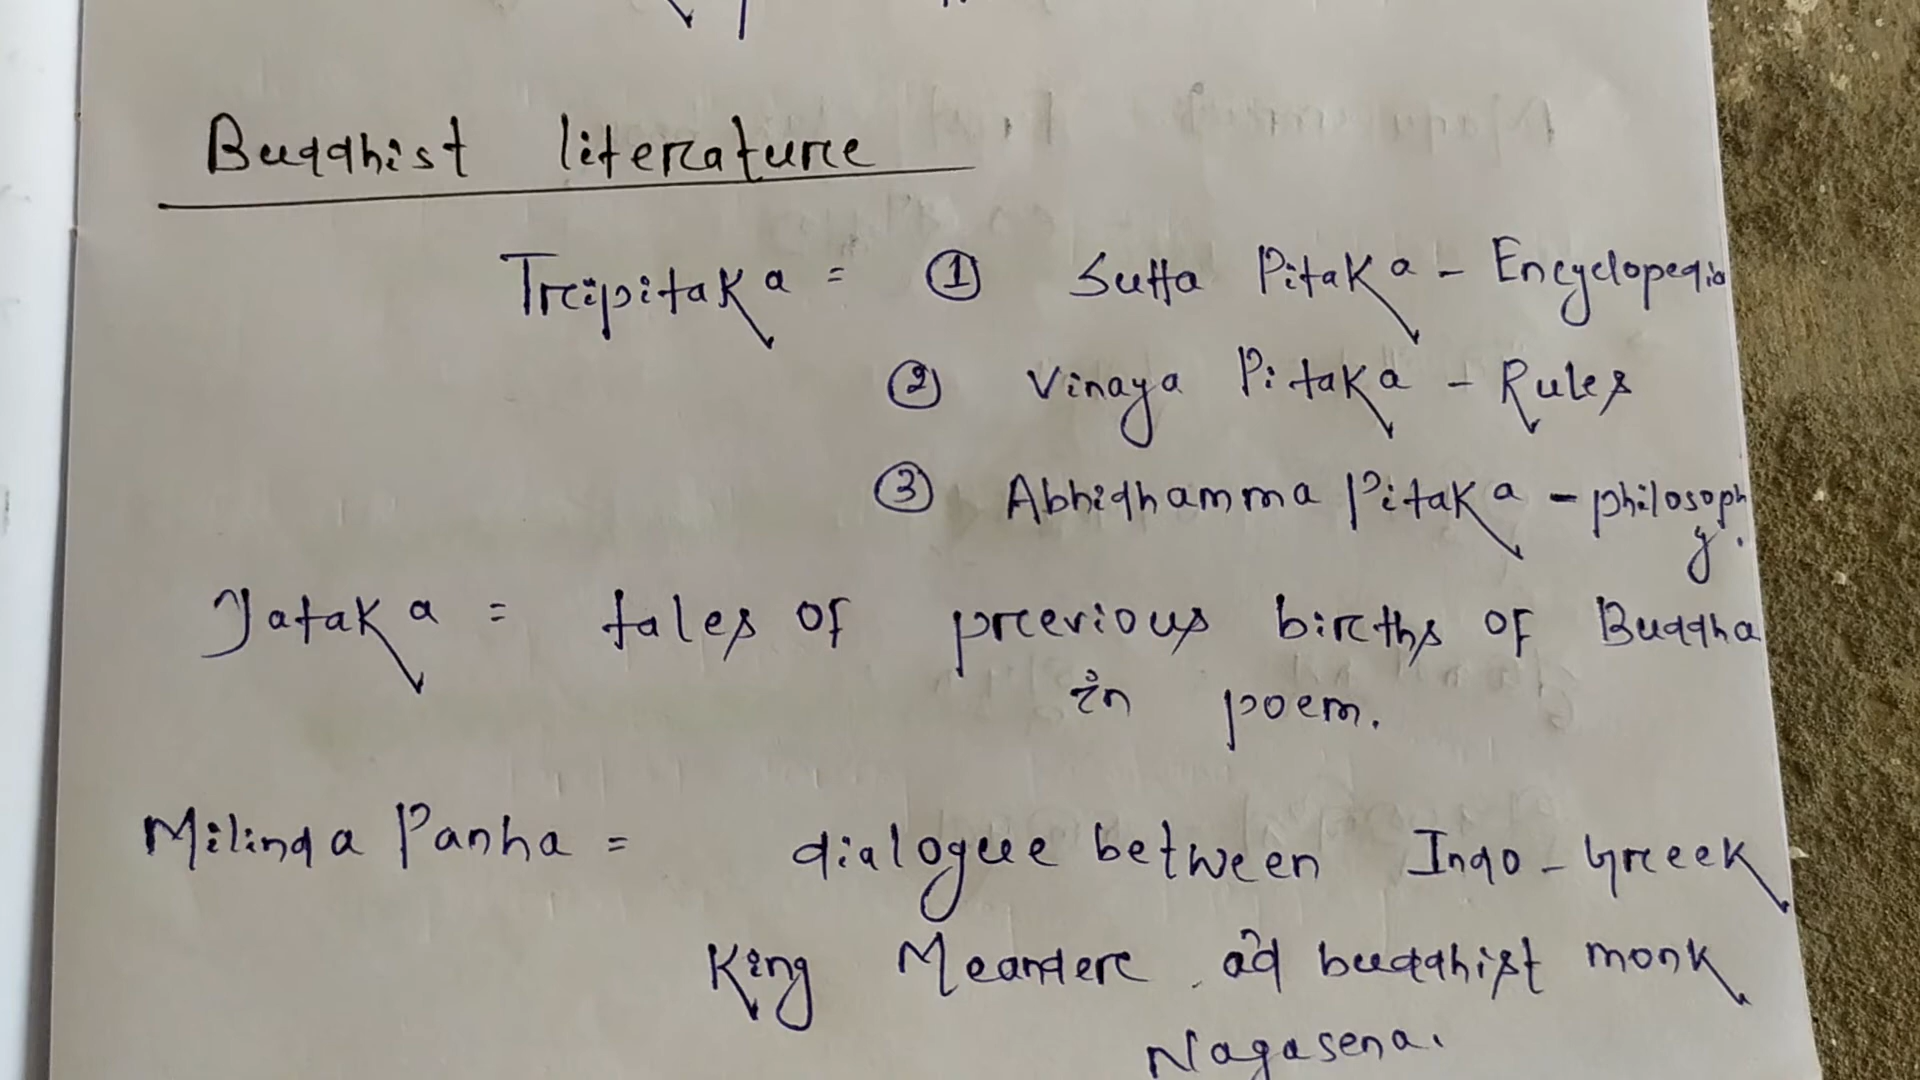 Buddhist literature
Tripitaka = ① Sutta Pitaka - Encyclopedia
② Vinaya Pitaka - Rules
③ Abhidhamma Pitaka - philosoph
y.
Jataka = tales of previous births of Buddha
in poem.
Milinda Panha = dialogue between Indo - Greek
King Meander ad buddhist monk
Nagasena.